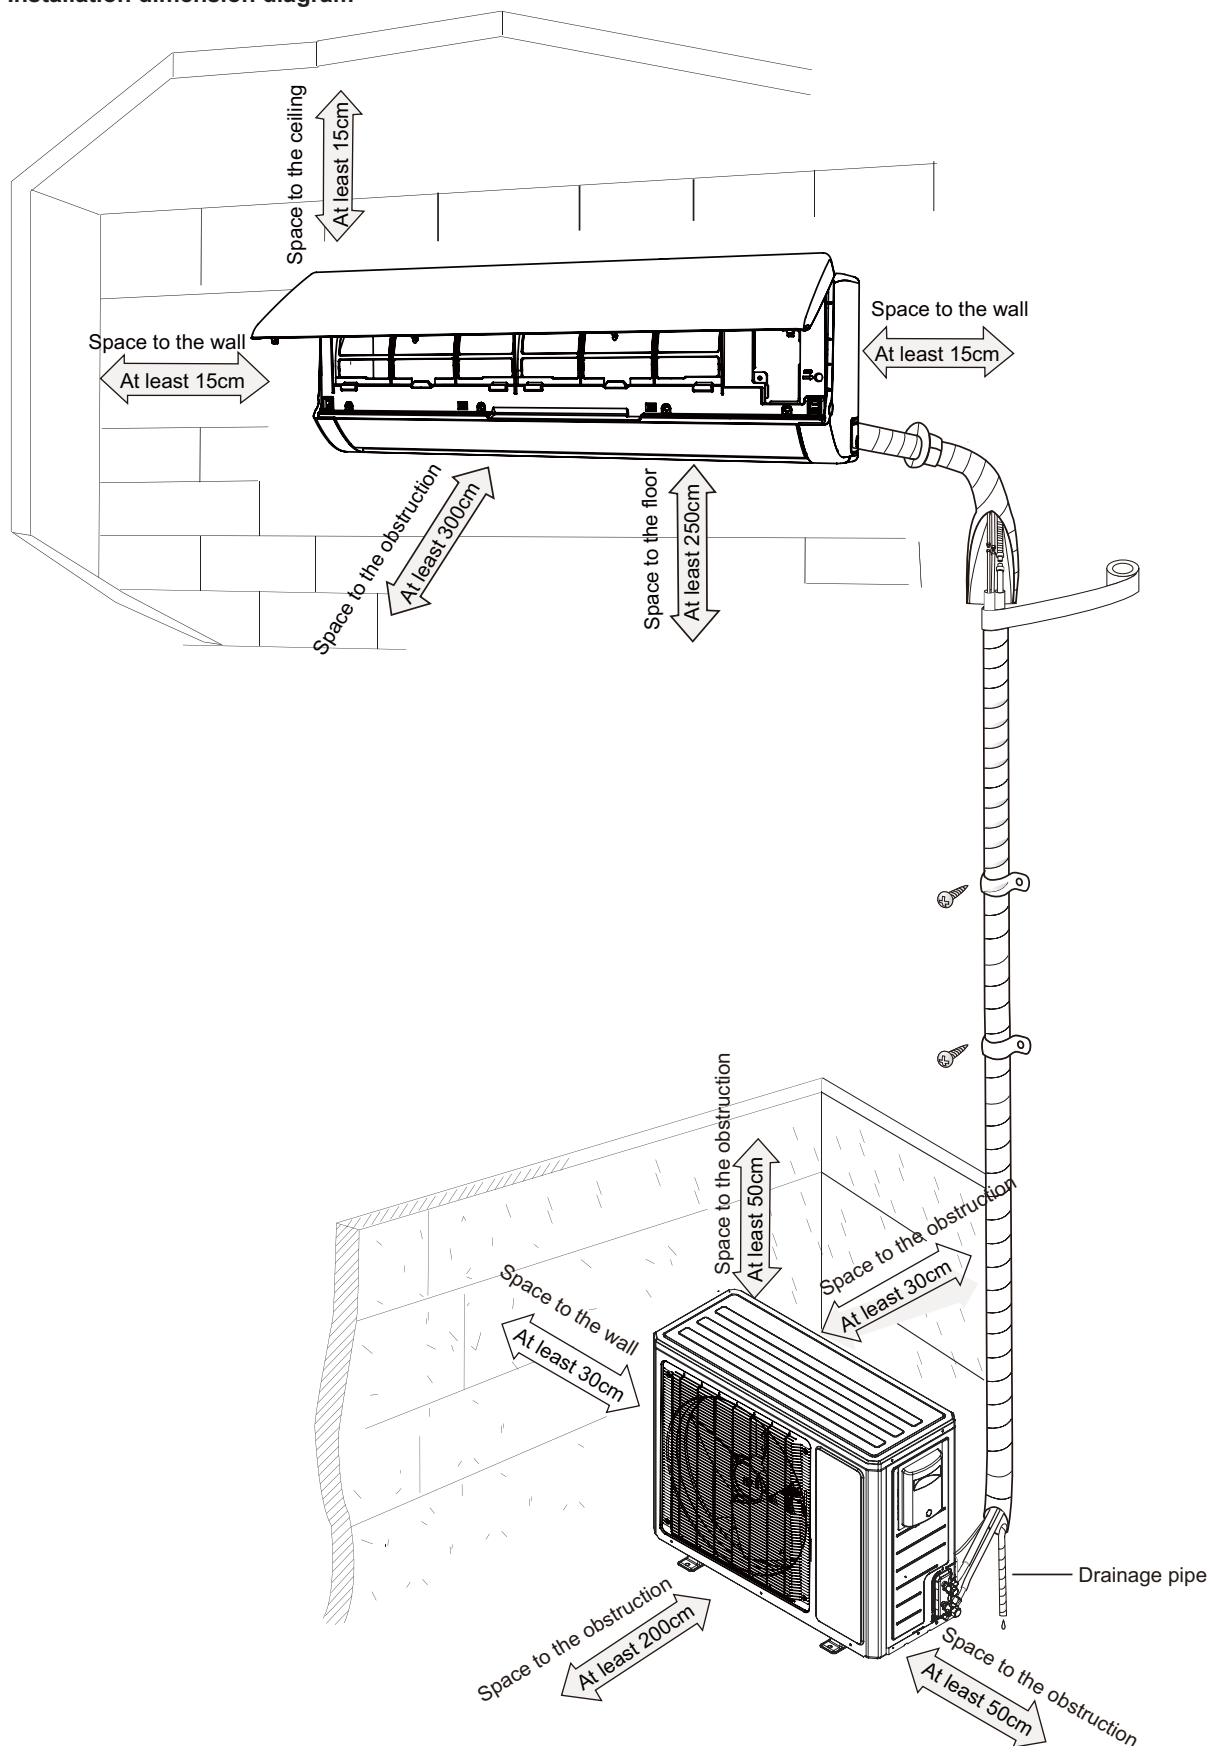 Installation dimension diagram
Space to the ceiling
At least 15cm
Space to the wall
At least 15cm
Space to the wall
At least 15cm
Space to the obstruction
At least 300cm
Space to the floor
At least 250cm
Space to the obstruction
At least 50cm
Space to the obstruction
At least 30cm
Space to the wall
At least 30cm
Drainage pipe
Space to the obstruction
At least 200cm
Space to the obstruction
At least 50cm